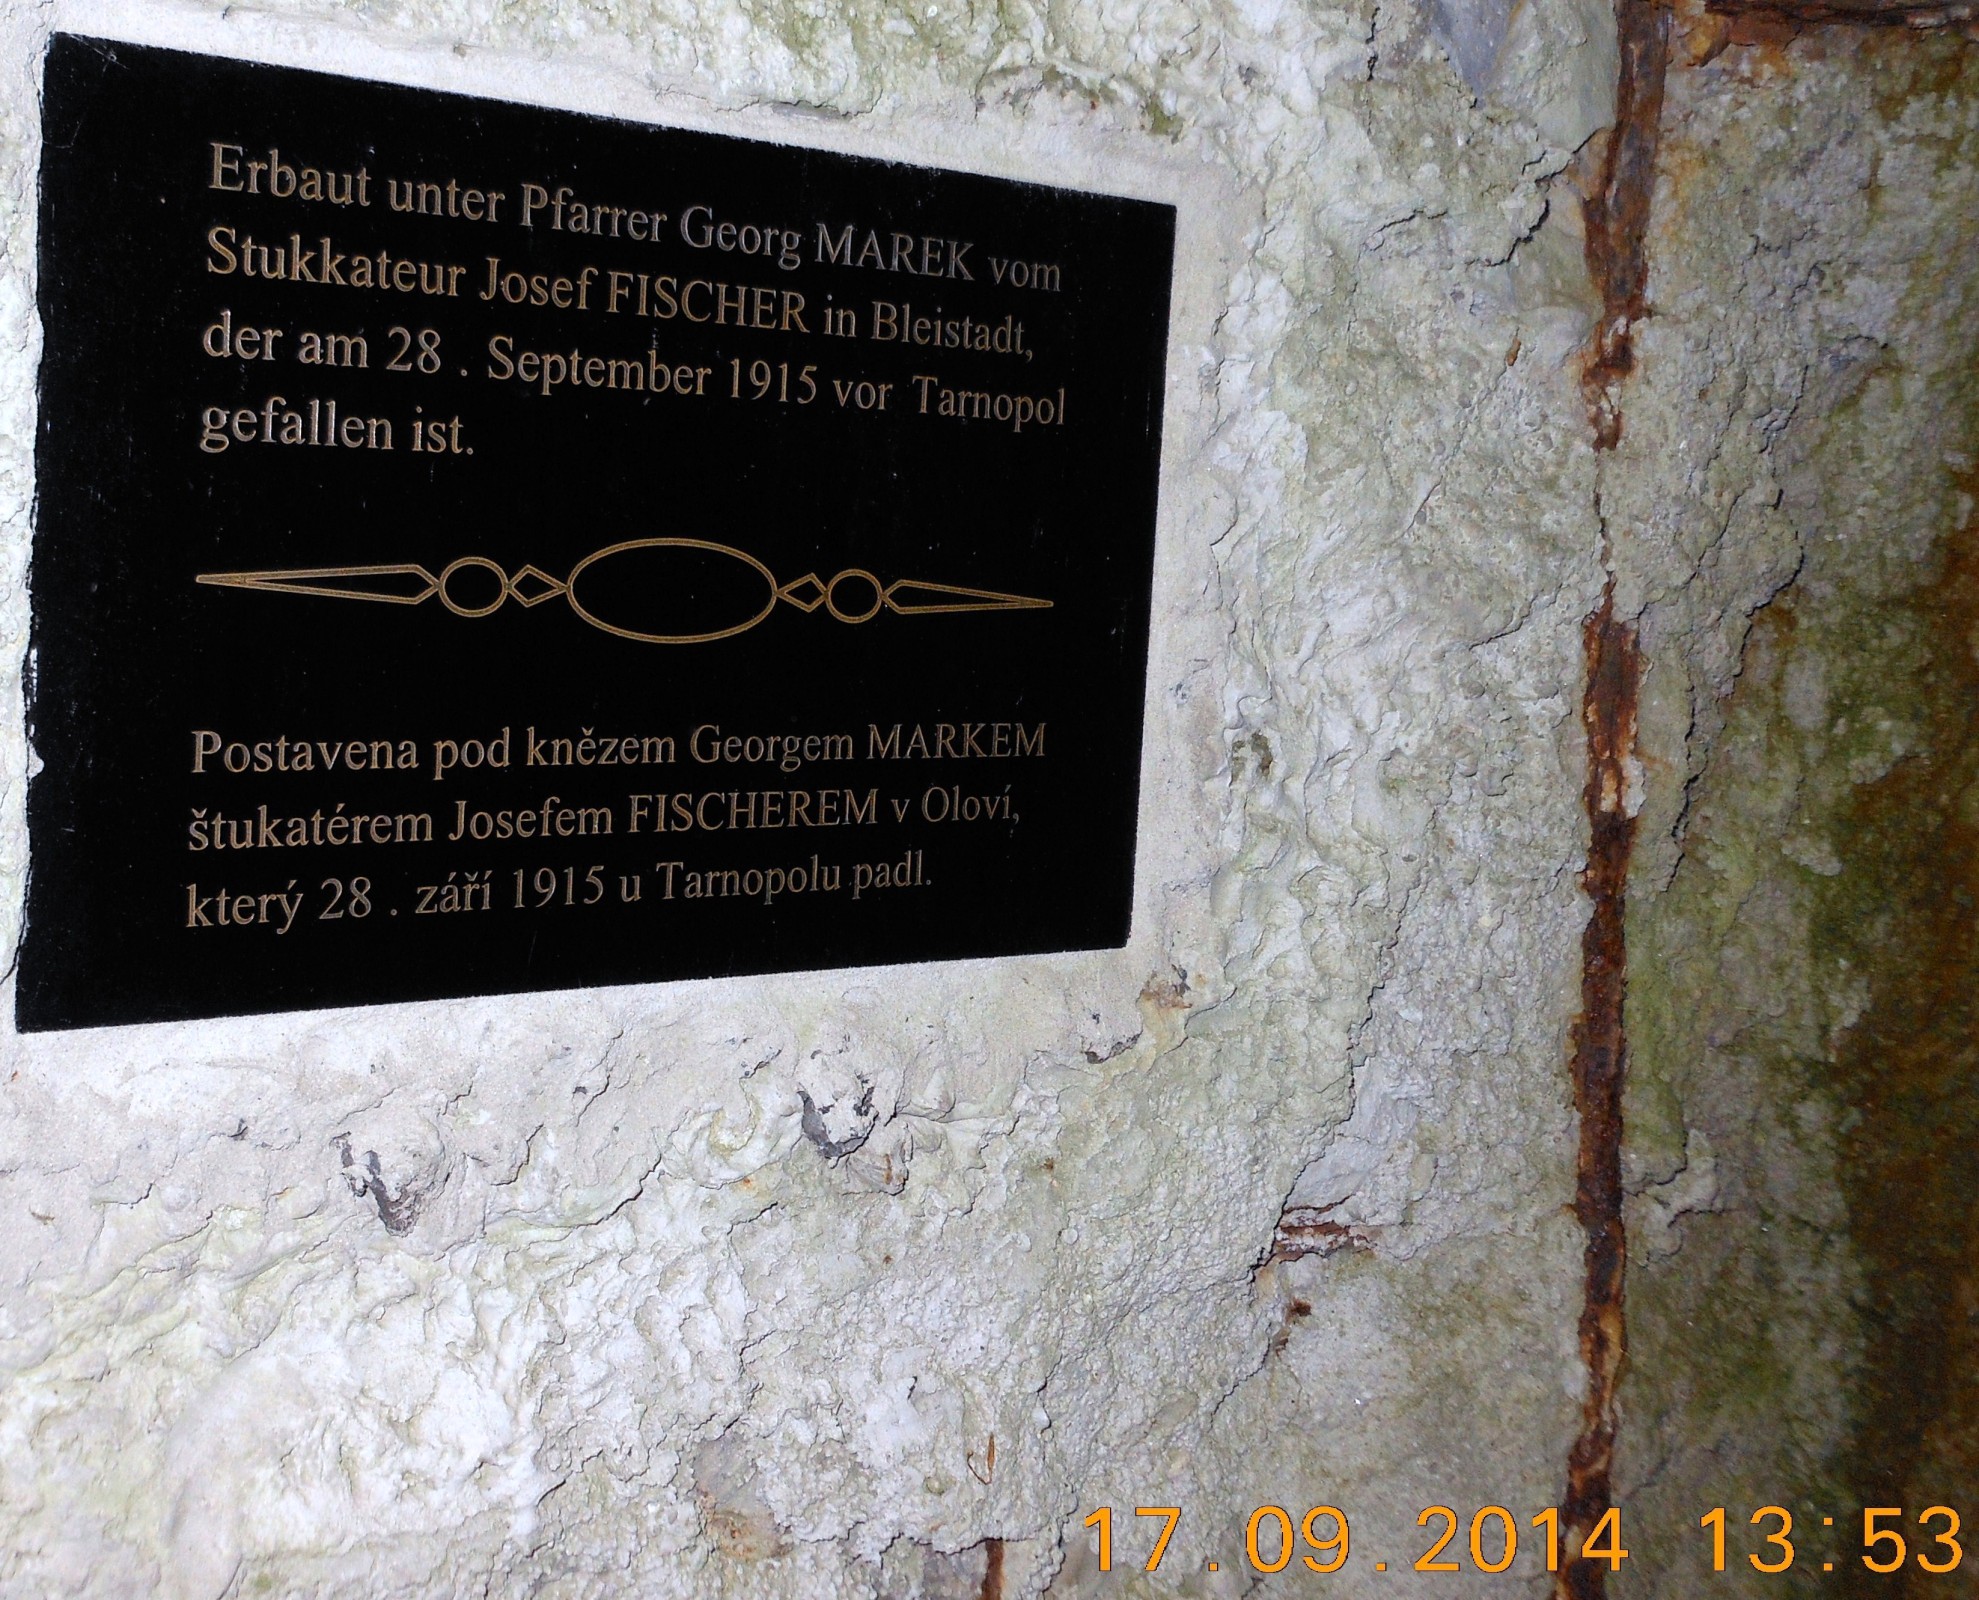 Erbaut unter Pfarrer Georg MAREK vom
Stukkateur Josef FISCHER in Bleistadt,
der am 28 . September 1915 vor Tarnopol
gefallen ist.
Postavena pod knězem Georgem MARKEM
štukatérem Josefem FISCHEREM v Oloví,
který 28 . září 1915 u Tarnopolu padl.
17.09.2014 13:53